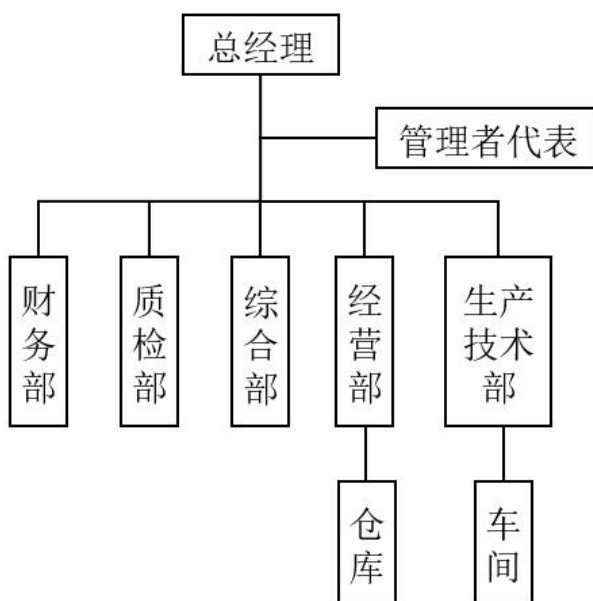 总经理
管理者代表
财务部
质检部
综合部
经营部
生产
技术
部
仓库
车间